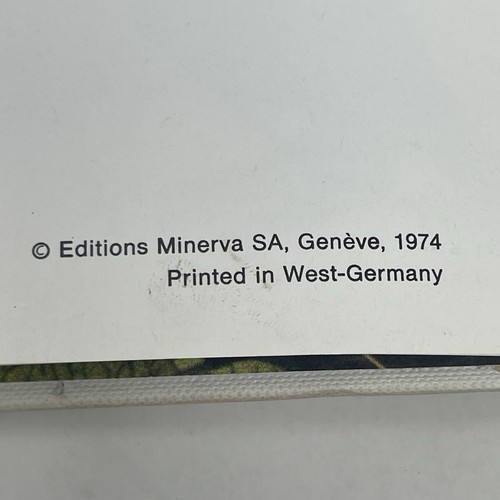 © Editions Minerva SA, Genève, 1974
Printed in West-Germany